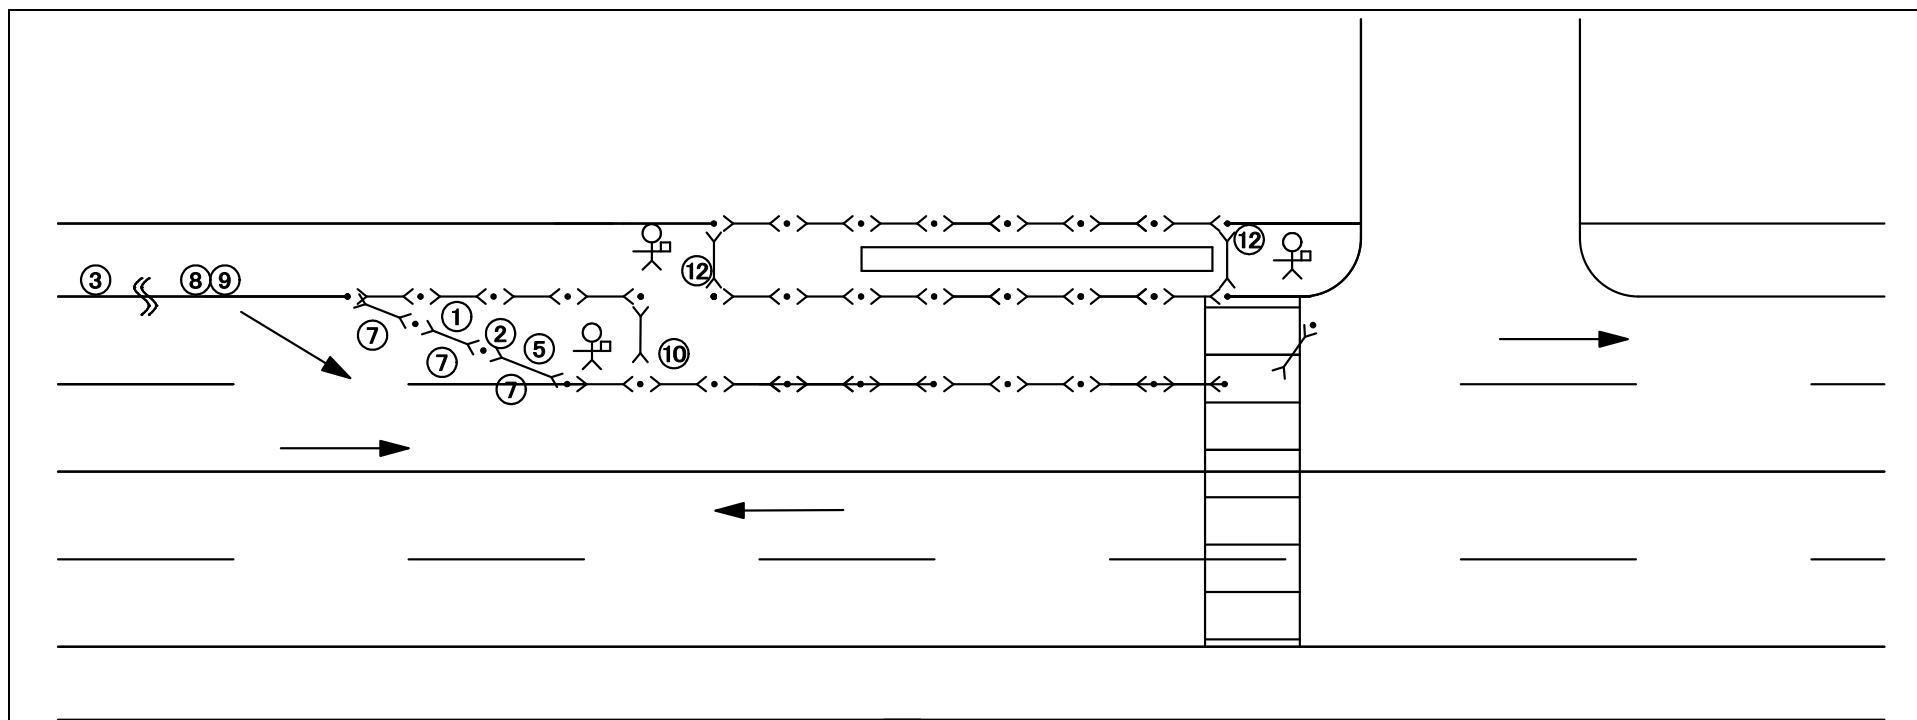 ⑫
⑫
③ ⑧⑨
① ② ⑤
⑦ ⑦ ⑩
⑦